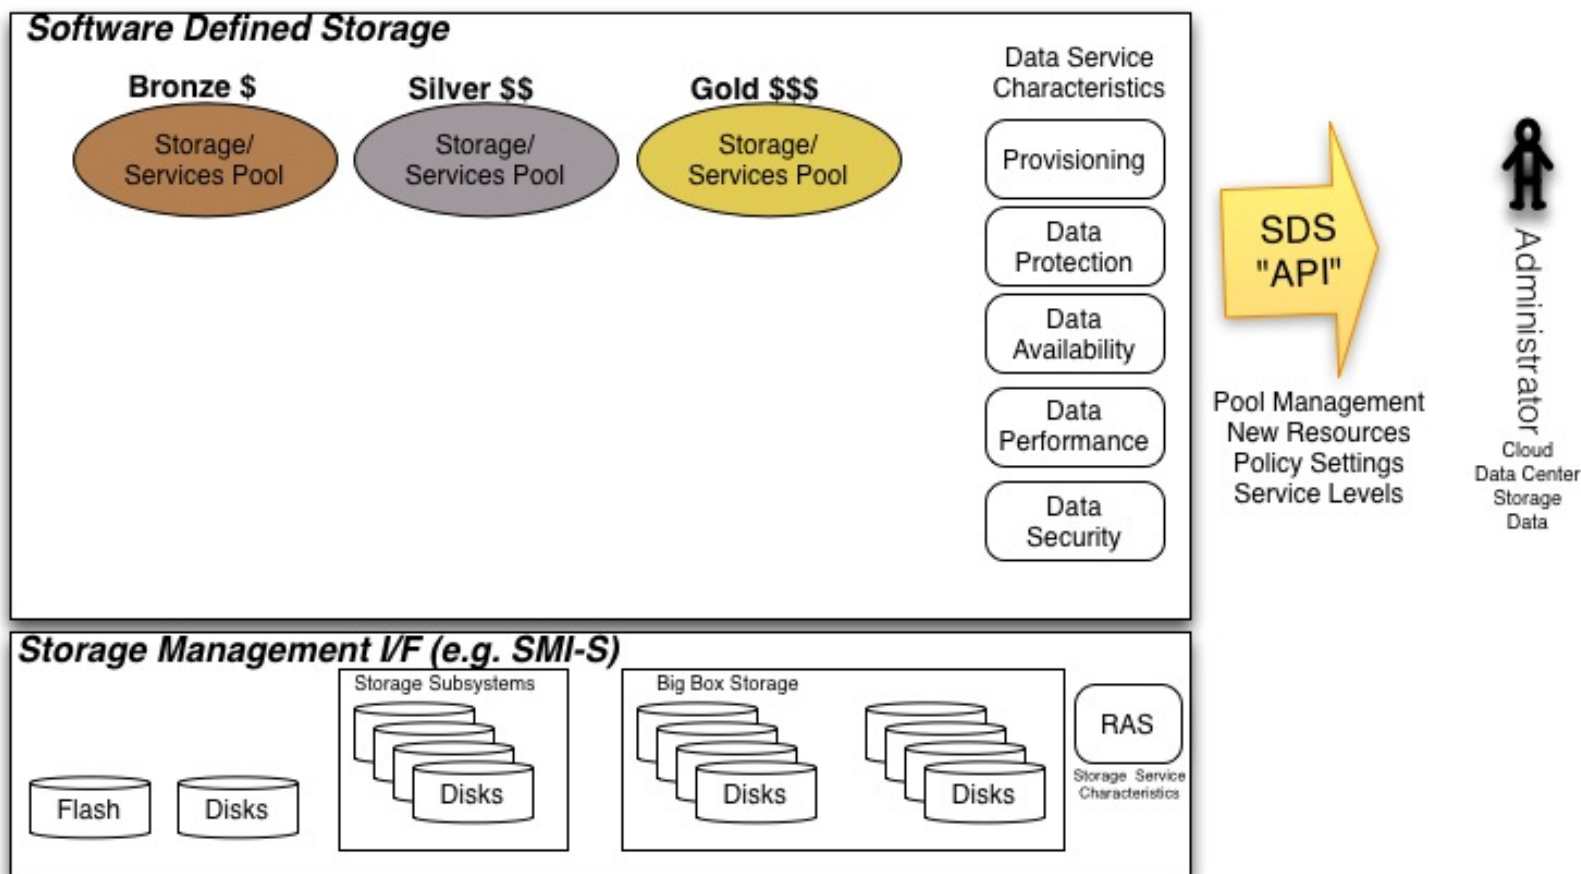 Software Defined Storage
Bronze $
Silver $$
Gold $$$
Storage/
Services Pool
Storage/
Services Pool
Storage/
Services Pool
Data Service
Characteristics
Provisioning
Data
Protection
Data
Availability
Data
Performance
Data
Security
SDS
"API"
Pool Management
New Resources
Policy Settings
Service Levels
Administrator
Cloud
Data Center
Storage
Data
Storage Management I/F (e.g. SMI-S)
Flash
Disks
Storage Subsystems
Disks
Big Box Storage
Disks
Disks
RAS
Storage Service
Characteristics